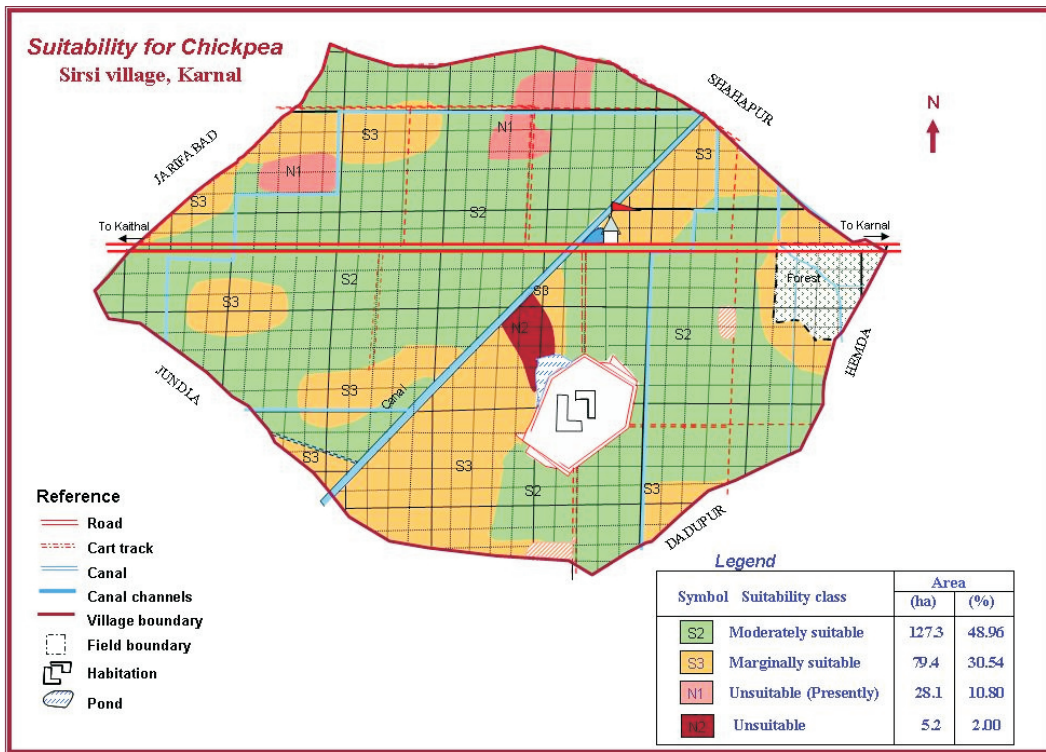 Suitability for Chickpea
Sirsi village, Karnal
SHAHAPUR
N
JARIFABAD
N1
S3
S3
N1
S3
S2
To Kaithal
To Karnal
Forest
S2
S3
S3
N2
S2
HEMDA
JUNDLA
S3
Canal
S3
S3
S2
S3
DADUPUR
Reference
Road
Cart track
Canal
Canal channels
Village boundary
Field boundary
Habitation
Pond
Legend
Symbol Suitability class Area
(ha) (%)
S2 Moderately suitable 127.3 48.96
S3 Marginally suitable 79.4 30.54
N1 Unsuitable (Presently) 28.1 10.80
N2 Unsuitable 5.2 2.00